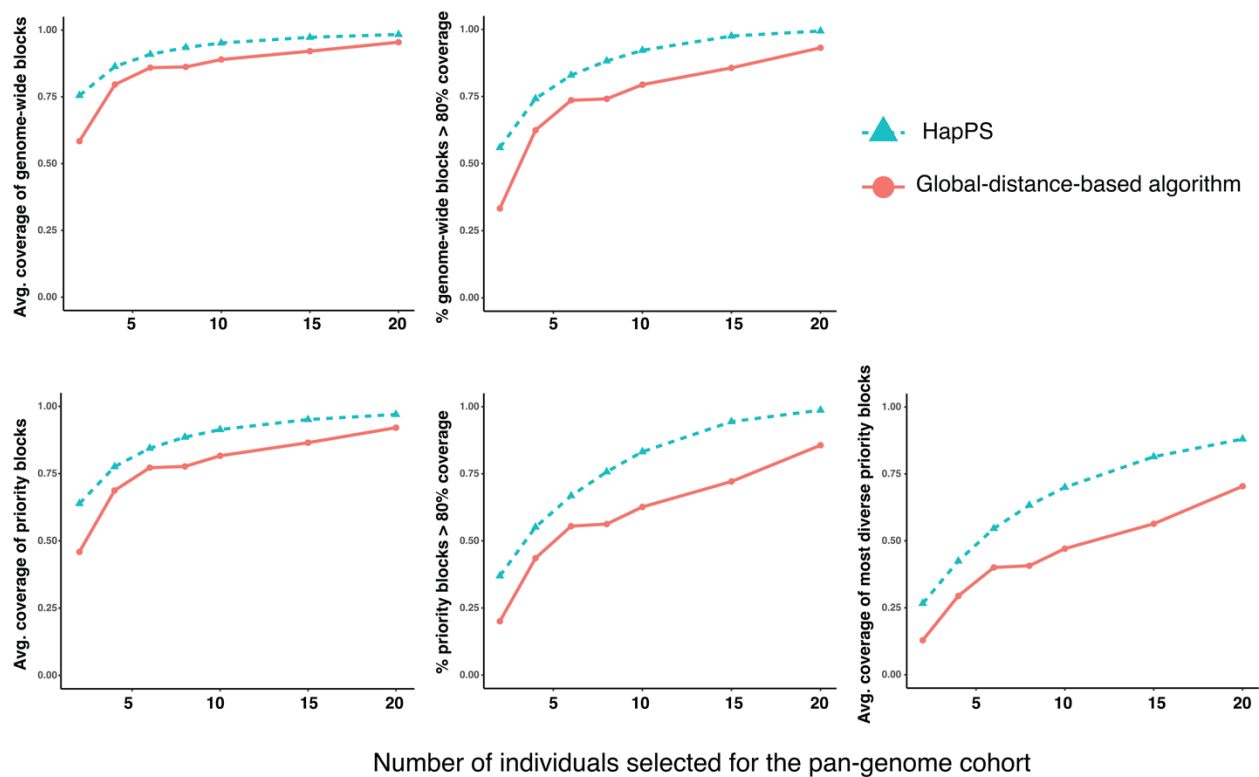 Avg. coverage of genome-wide blocks
1.00
0.75
0.50
0.25
0.00
5 10 15 20
% genome-wide blocks > 80% coverage
1.00
0.75
0.50
0.25
0.00
5 10 15 20
HapPS
Global-distance-based algorithm
Avg. coverage of priority blocks
1.00
0.75
0.50
0.25
0.00
5 10 15 20
% priority blocks > 80% coverage
1.00
0.75
0.50
0.25
0.00
5 10 15 20
Avg. coverage of most diverse priority blocks
1.00
0.75
0.50
0.25
0.00
5 10 15 20
Number of individuals selected for the pan-genome cohort